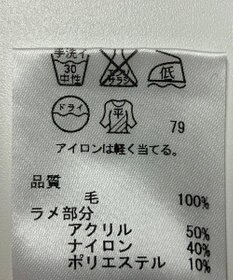 手洗イ
30
中性
エンソ
サラシ
低
ドライ
平
79
アイロンは軽く当てる。
品質
毛 100%
ラメ部分
アクリル 50%
ナイロン 40%
ポリエステル 10%